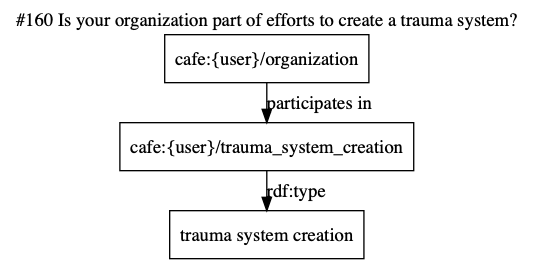 #160 Is your organization part of efforts to create a trauma system?
cafe:{user}/organization
participates in
cafe:{user}/trauma_system_creation
rdf:type
trauma system creation